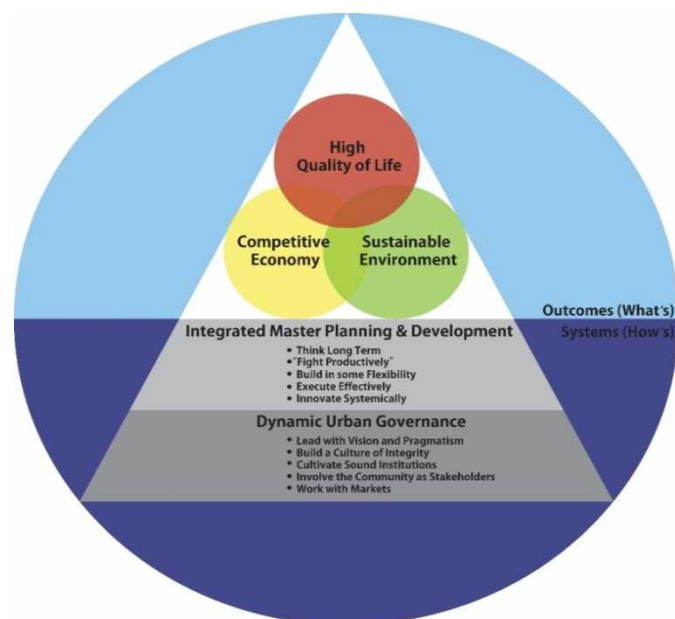 High
Quality of Life
Competitive
Economy
Sustainable
Environment
Outcomes (What's)
Systems (How's)
Integrated Master Planning & Development
• Think Long Term
• "Fight Productively"
• Build in some Flexibility
• Execute Effectively
• Innovate Systemically
Dynamic Urban Governance
• Lead with Vision and Pragmatism
• Build a Culture of Integrity
• Cultivate Sound Institutions
• Involve the Community as Stakeholders
• Work with Markets